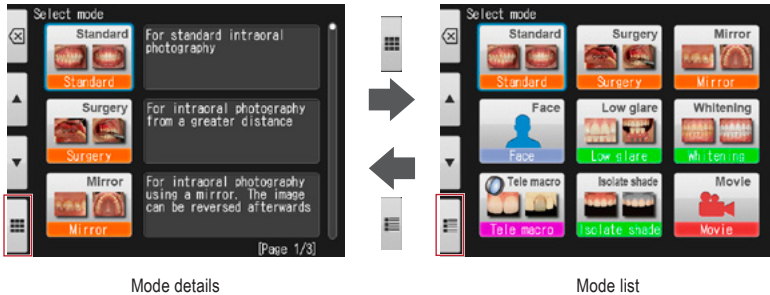 Select mode
Standard
Standard
For standard intraoral
photography
Surgery
Surgery
For intraoral photography
from a greater distance
Mirror
Mirror
For intraoral photography
using a mirror. The image
can be reversed afterwards
[Page 1/3]
Mode details
Select mode
Standard
Standard
Surgery
Surgery
Mirror
Mirror
Face
Face
Low glare
Low glare
Whitening
Whitening
Tele macro
Tele macro
Isolate shade
Isolate shade
Movie
Movie
Mode list